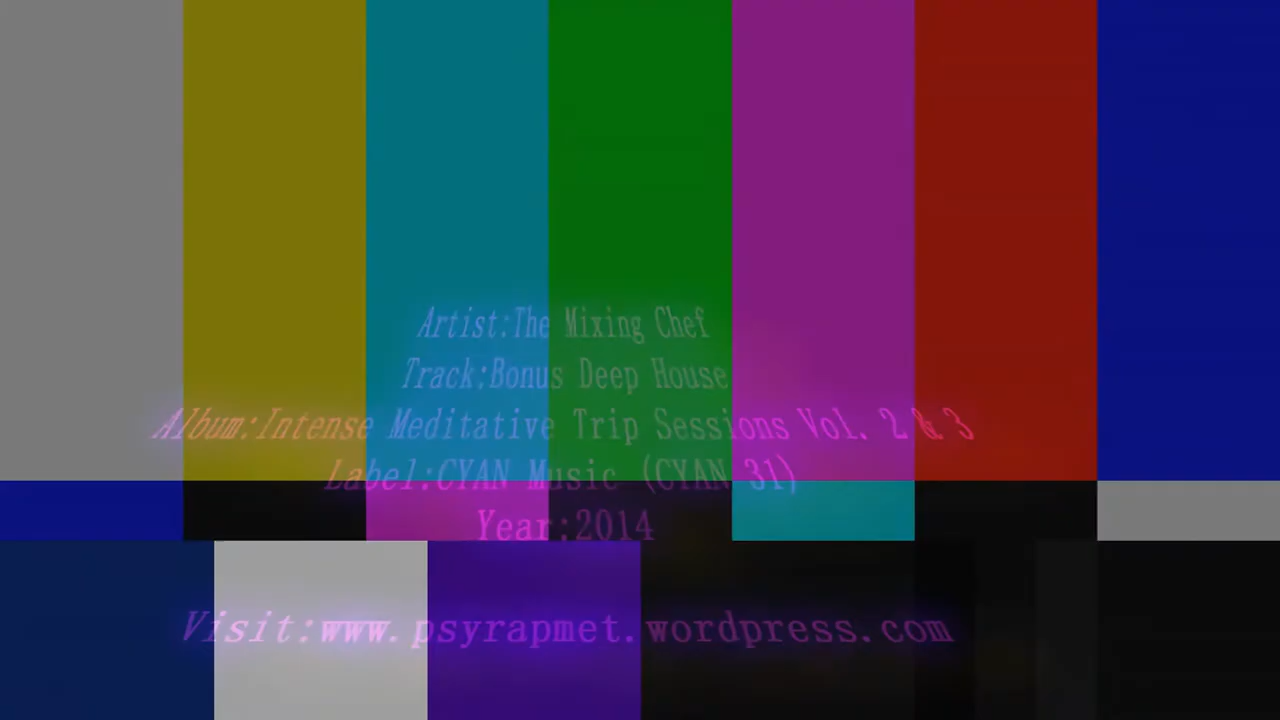 Artist:The Mixing Chef
Track:Bonus Deep House
Album:Intense Meditative Trip Sessions Vol. 2 & 3
Label:CYAN Music (CYAN 31)
Year:2014
Visit:www.psyrapmet.wordpress.com